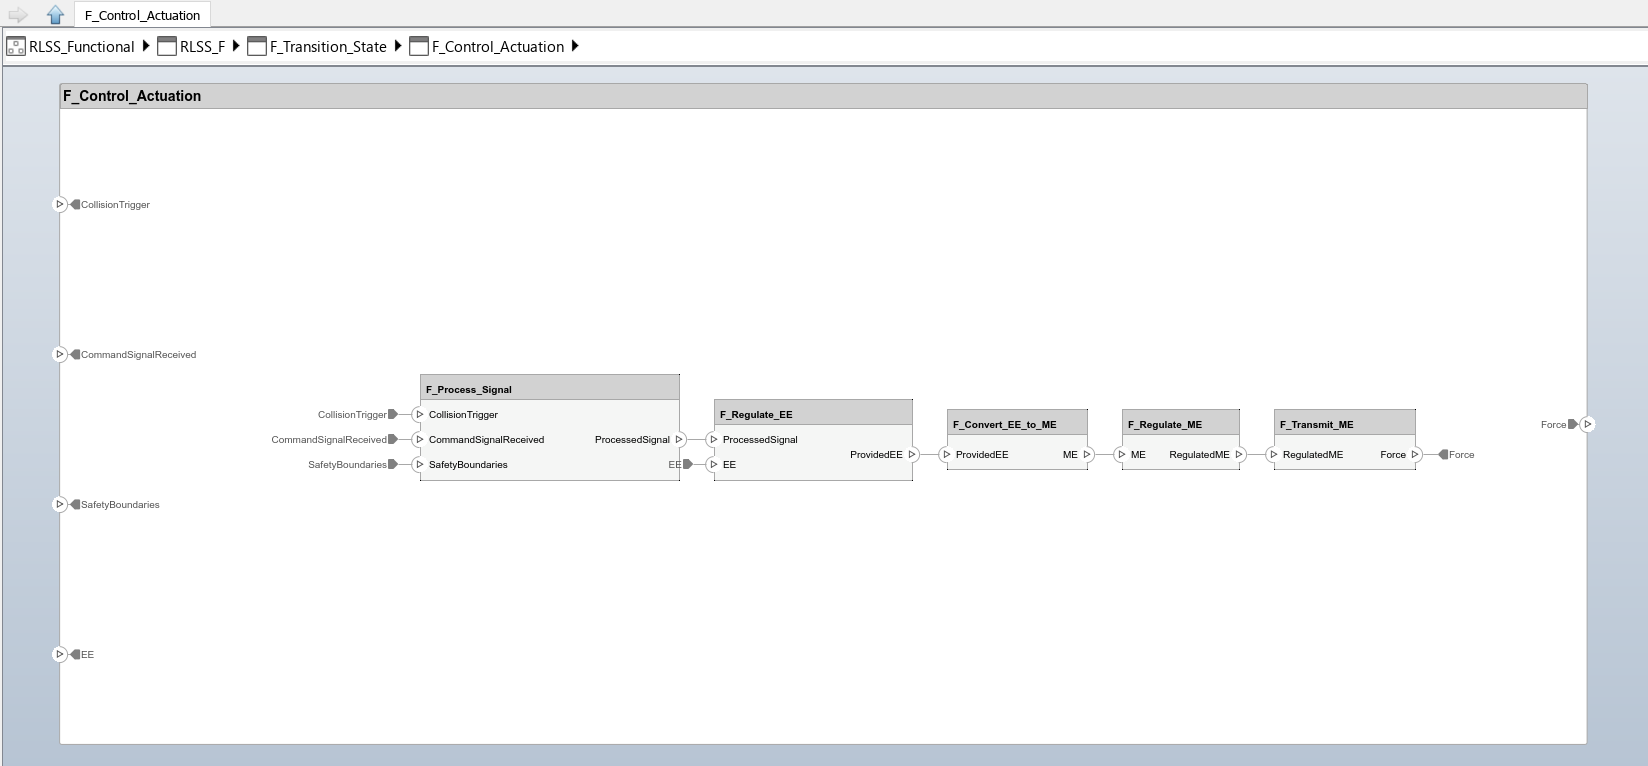 F_Control_Actuation
RLSS_Functional RLSS_F F_Transition_State F_Control_Actuation
F_Control_Actuation
CollisionTrigger
CommandSignalReceived
SafetyBoundaries
EE
CollisionTrigger
CommandSignalReceived
SafetyBoundaries
F_Process_Signal
CollisionTrigger
CommandSignalReceived ProcessedSignal
SafetyBoundaries
EE
F_Regulate_EE
ProcessedSignal
ProvidedEE
EE
F_Convert_EE_to_ME
ProvidedEE ME
F_Regulate_ME
ME RegulatedME
F_Transmit_ME
RegulatedME Force
Force
Force